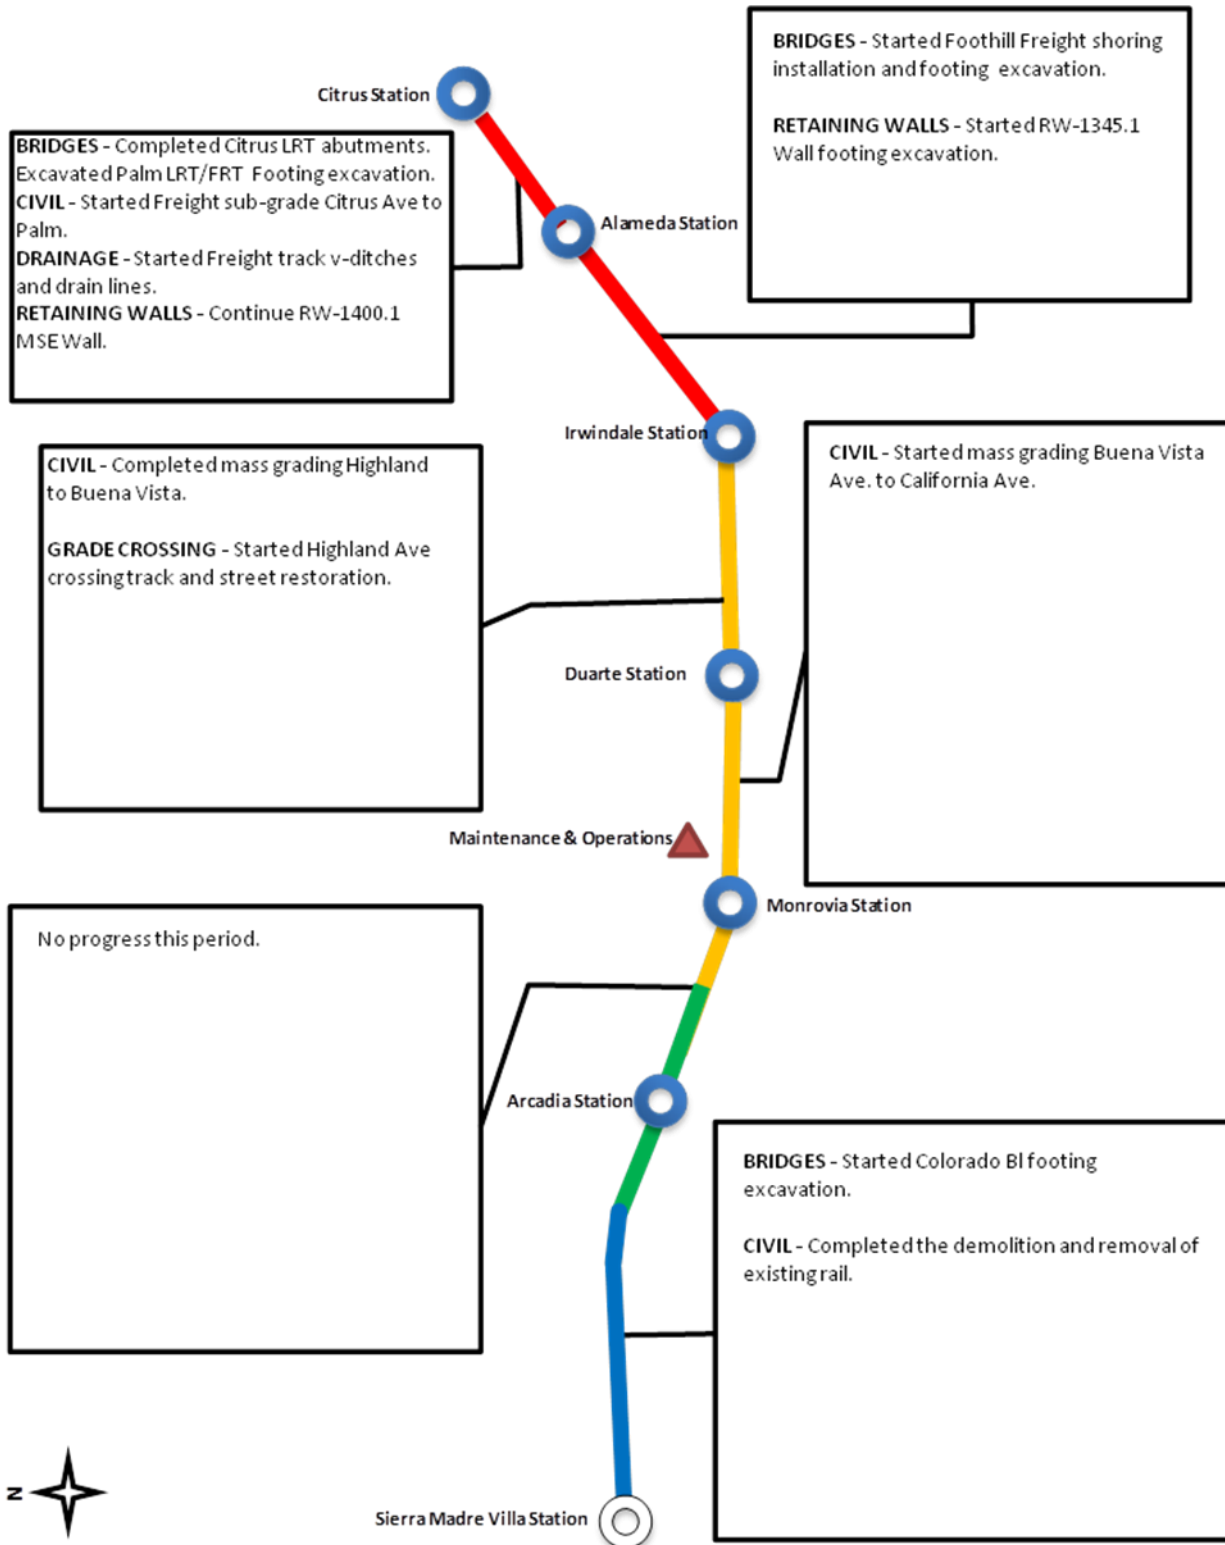 Citrus Station
BRIDGES - Started Foothill Freight shoring
installation and footing excavation.
RETAINING WALLS - Started RW-1345.1
Wall footing excavation.
BRIDGES - Completed Citrus LRT abutments.
Excavated Palm LRT/FRT Footing excavation.
CIVIL - Started Freight sub-grade Citrus Ave to
Palm.
DRAINAGE - Started Freight track v-ditches
and drain lines.
RETAINING WALLS - Continue RW-1400.1
MSE Wall.
Alameda Station
Irwindale Station
CIVIL - Completed mass grading Highland
to Buena Vista.
GRADE CROSSING - Started Highland Ave
crossing track and street restoration.
CIVIL - Started mass grading Buena Vista
Ave. to California Ave.
Duarte Station
Maintenance & Operations
Monrovia Station
No progress this period.
Arcadia Station
BRIDGES - Started Colorado Bl footing
excavation.
CIVIL - Completed the demolition and removal of
existing rail.
N
Sierra Madre Villa Station